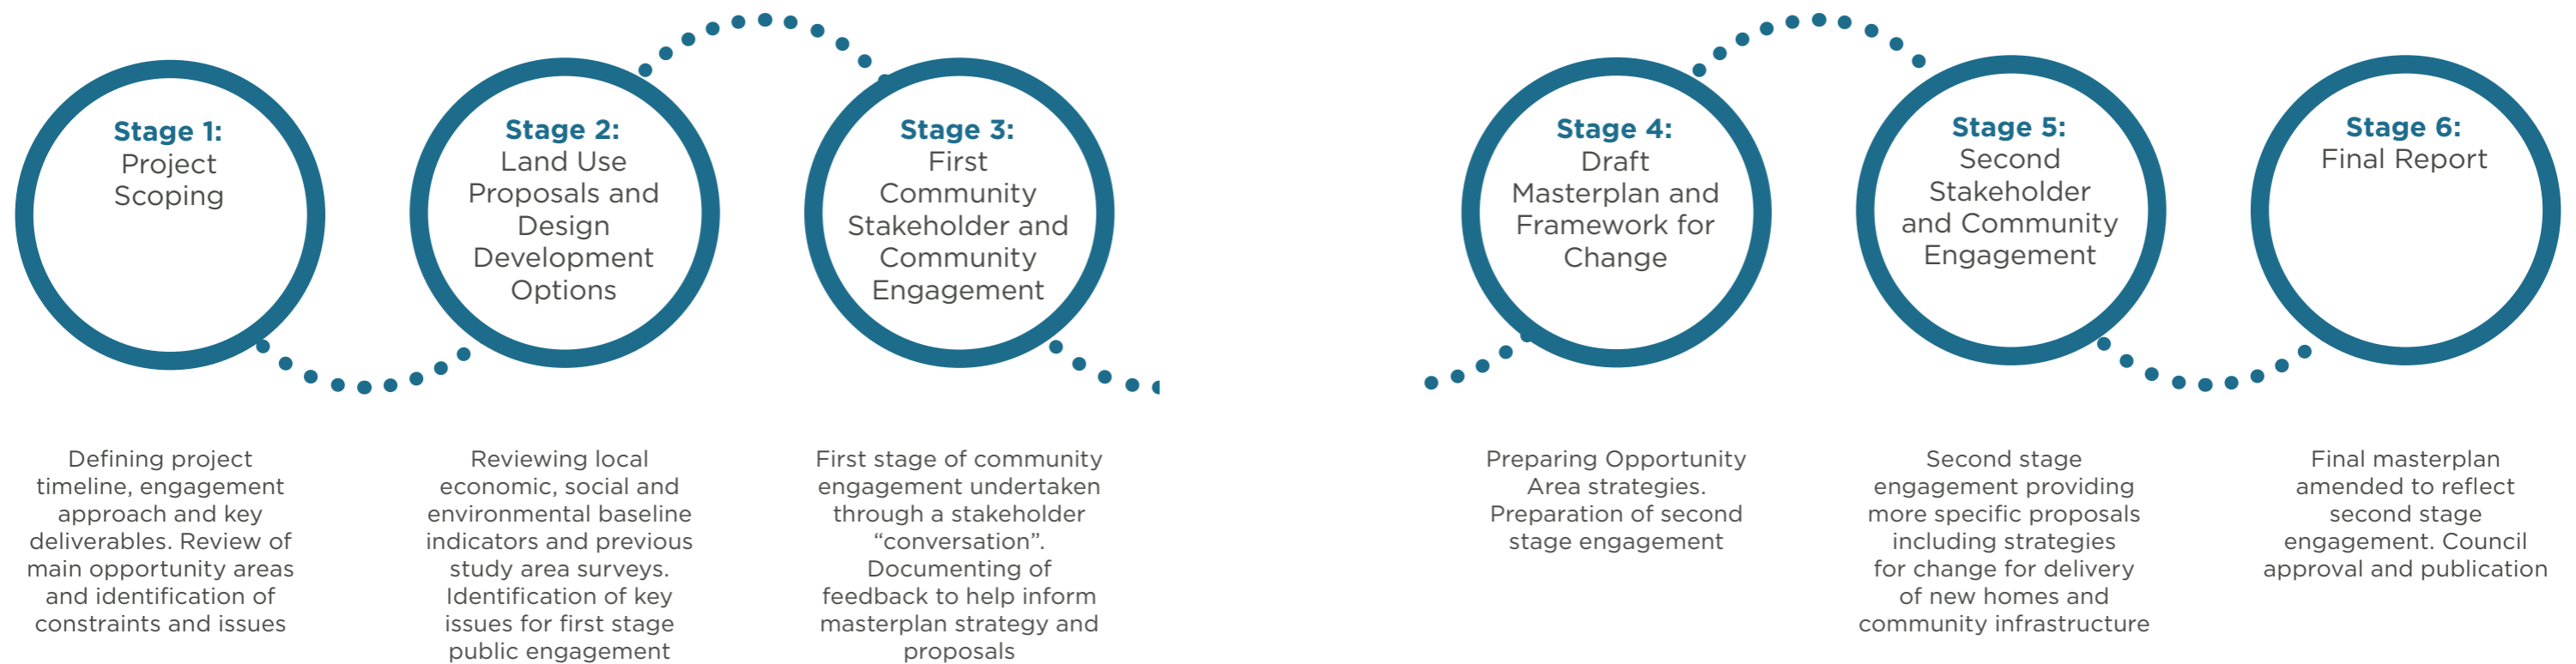 Stage 1:
Project
Scoping
Defining project
timeline, engagement
approach and key
deliverables. Review of
main opportunity areas
and identification of
constraints and issues
Stage 2:
Land Use
Proposals and
Design
Development
Options
Reviewing local
economic, social and
environmental baseline
indicators and previous
study area surveys.
Identification of key
issues for first stage
public engagement
Stage 3:
First
Community
Stakeholder and
Community
Engagement
First stage of community
engagement undertaken
through a stakeholder
“conversation”.
Documenting of
feedback to help inform
masterplan strategy and
proposals
Stage 4:
Draft
Masterplan and
Framework for
Change
Preparing Opportunity
Area strategies.
Preparation of second
stage engagement
Stage 5:
Second
Stakeholder
and Community
Engagement
Second stage
engagement providing
more specific proposals
including strategies
for change for delivery
of new homes and
community infrastructure
Stage 6:
Final Report
Final masterplan
amended to reflect
second stage
engagement. Council
approval and publication